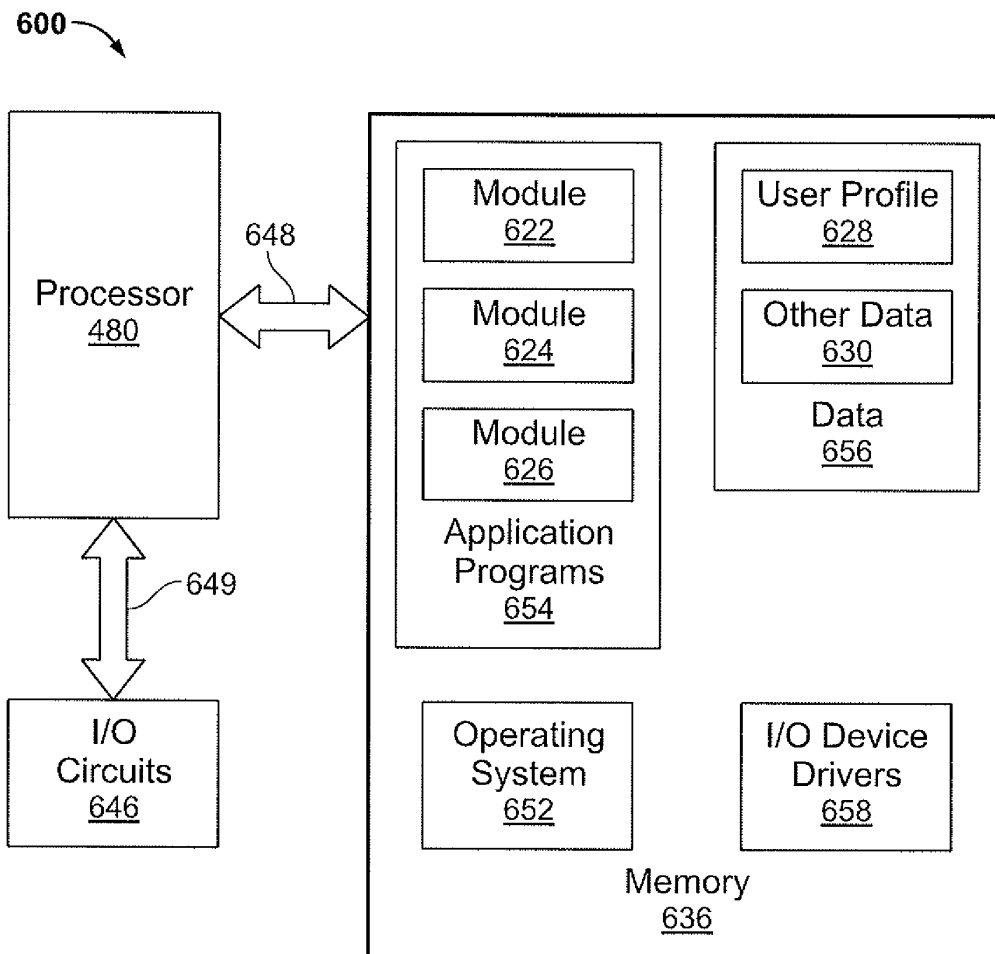 600
Processor
480
648
649
I/O
Circuits
646
Module
622
Module
624
Module
626
Application
Programs
654
User Profile
628
Other Data
630
Data
656
Operating
System
652
I/O Device
Drivers
658
Memory
636